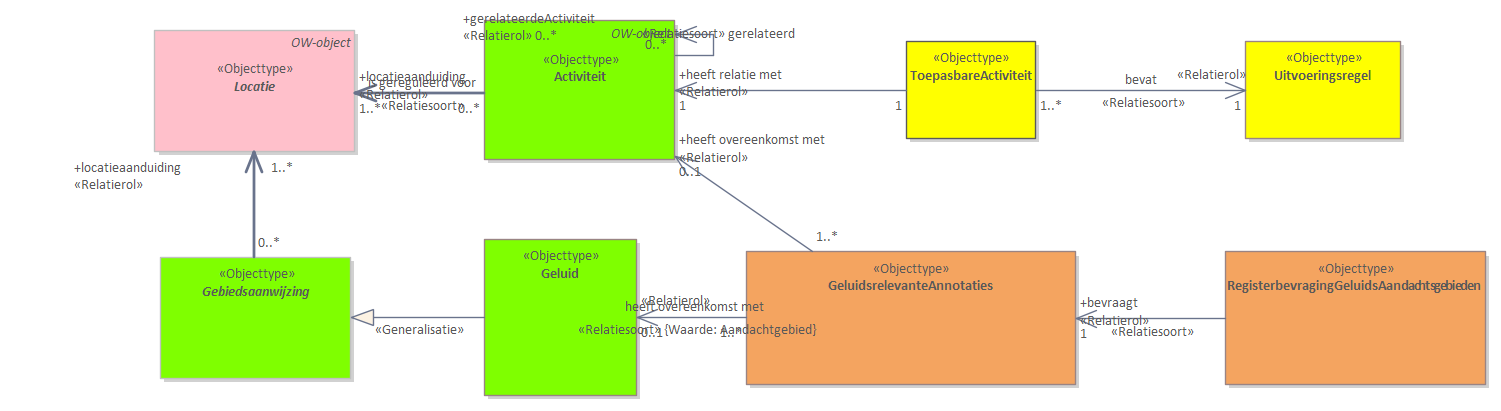 OW-object
«Objecttype»
Locatie
+gerelateerdeActiviteit
«Relatierol» 0..*
OW-object
«Relatiesoort» gerelateerd
0..*
«Objecttype»
Activiteit
+locatieaanduiding
is gereguleerd voor
«Relatierol»
1..*
«Relatiesoort»
0..*
+heeft relatie met
«Relatierol»
1
1
«Objecttype»
ToepasbareActiviteit
bevat
«Relatierol»
1..*
«Relatiesoort»
1
«Objecttype»
Uitvoeringsregel
+heeft overeenkomst met
«Relatierol»
0..1
1..*
+locatieaanduiding
«Relatierol»
1..*
0..*
«Objecttype»
Gebiedsaanwijzing
«Generalisatie»
«Objecttype»
Geluid
«Relatierol»
heeft overeenkomst met
«Relatiesoort» {Waarde: Aandachtgebied}
0..1
1..*
«Objecttype»
GeluidsrelevanteAnnotaties
+bevraagt
«Relatierol»
1
«Relatiesoort»
«Objecttype»
RegisterbevragingGeluidsAandachtsgebieden